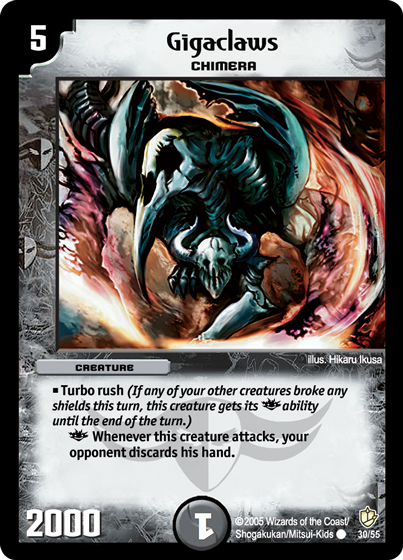 5
Gigaclaws
CHIMERA
illus. Hikaru Ikusa
CREATURE
▪ Turbo rush (If any of your other creatures broke any
shields this turn, this creature gets its ability
until the end of the turn.)
Whenever this creature attacks, your
opponent discards his hand.
2000
1
©2005 Wizards of the Coast/
Shogakukan/Mitsui-Kids ● 30/55